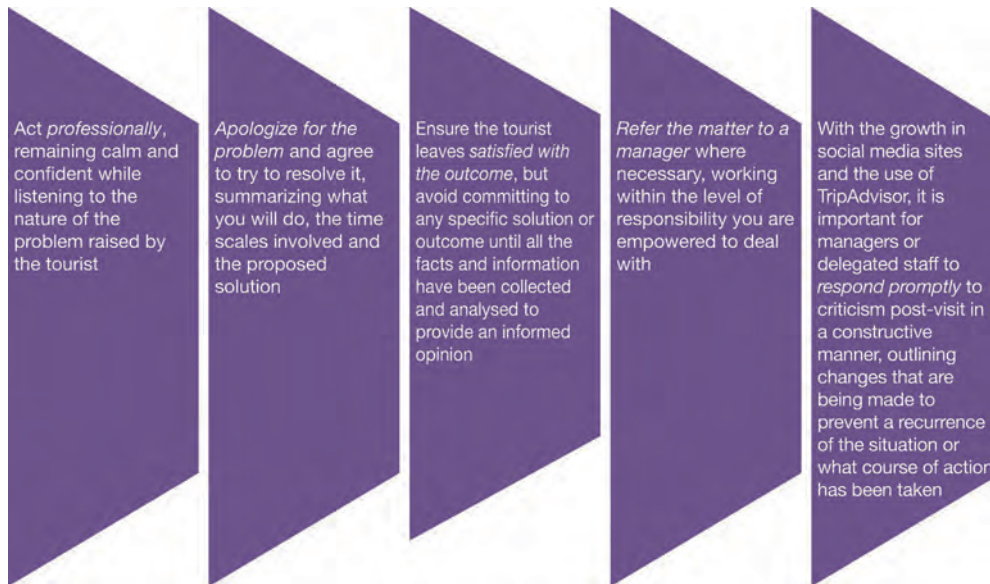 Act professionally,
remaining calm and
confident while
listening to the
nature of the
problem raised by
the tourist
Apologize for the
problem and agree
to try to resolve it,
summarizing what
you will do, the time
scales involved and
the proposed
solution
Ensure the tourist
leaves satisfied with
the outcome, but
avoid committing to
any specific solution or
outcome until all the
facts and information
have been collected
and analysed to
provide an informed
opinion
Refer the matter to a
manager where
necessary, working
within the level of
responsibility you are
empowered to deal
with
With the growth in
social media sites
and the use of
TripAdvisor, it is
important for
managers or
delegated staff to
respond promptly to
criticism post-visit in
a constructive
manner, outlining
changes that are
being made to
prevent a recurrence
of the situation or
what course of action
has been taken